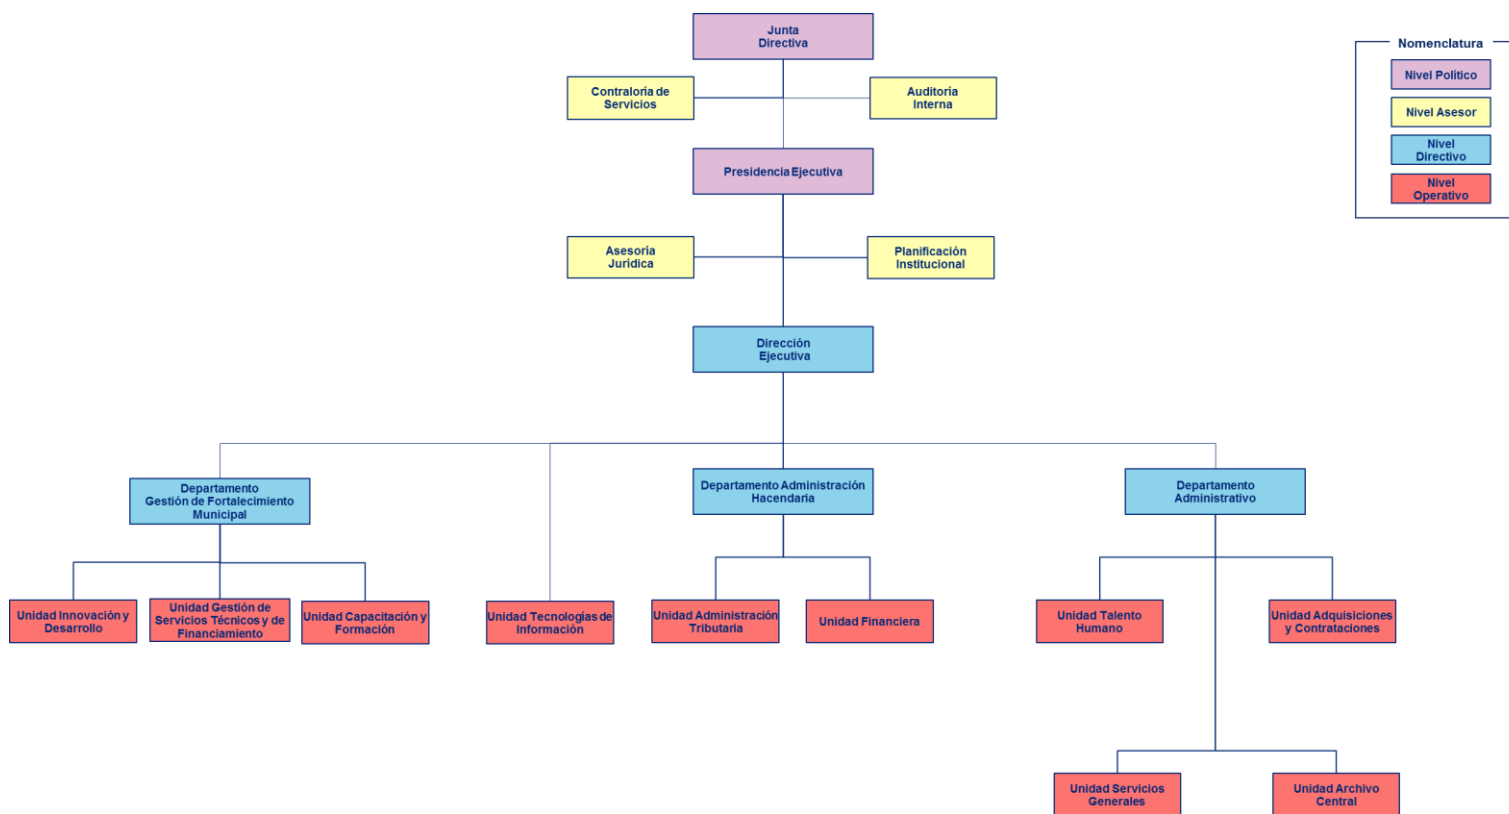 Junta
Directiva
Nomenclatura
Nivel Político
Contraloría de
Servicios
Auditoría
Interna
Nivel Asesor
Nivel
Directivo
Presidencia Ejecutiva
Nivel
Operativo
Asesoría
Jurídica
Planificación
Institucional
Dirección
Ejecutiva
Departamento
Gestión de Fortalecimiento
Municipal
Departamento Administración
Hacendaria
Departamento
Administrativo
Unidad Innovación y
Desarrollo
Unidad Gestión de
Servicios Técnicos y de
Financiamiento
Unidad Capacitación y
Formación
Unidad Tecnologías de
Información
Unidad Administración
Tributaria
Unidad Financiera
Unidad Talento
Humano
Unidad Adquisiciones
y Contrataciones
Unidad Servicios
Generales
Unidad Archivo
Central